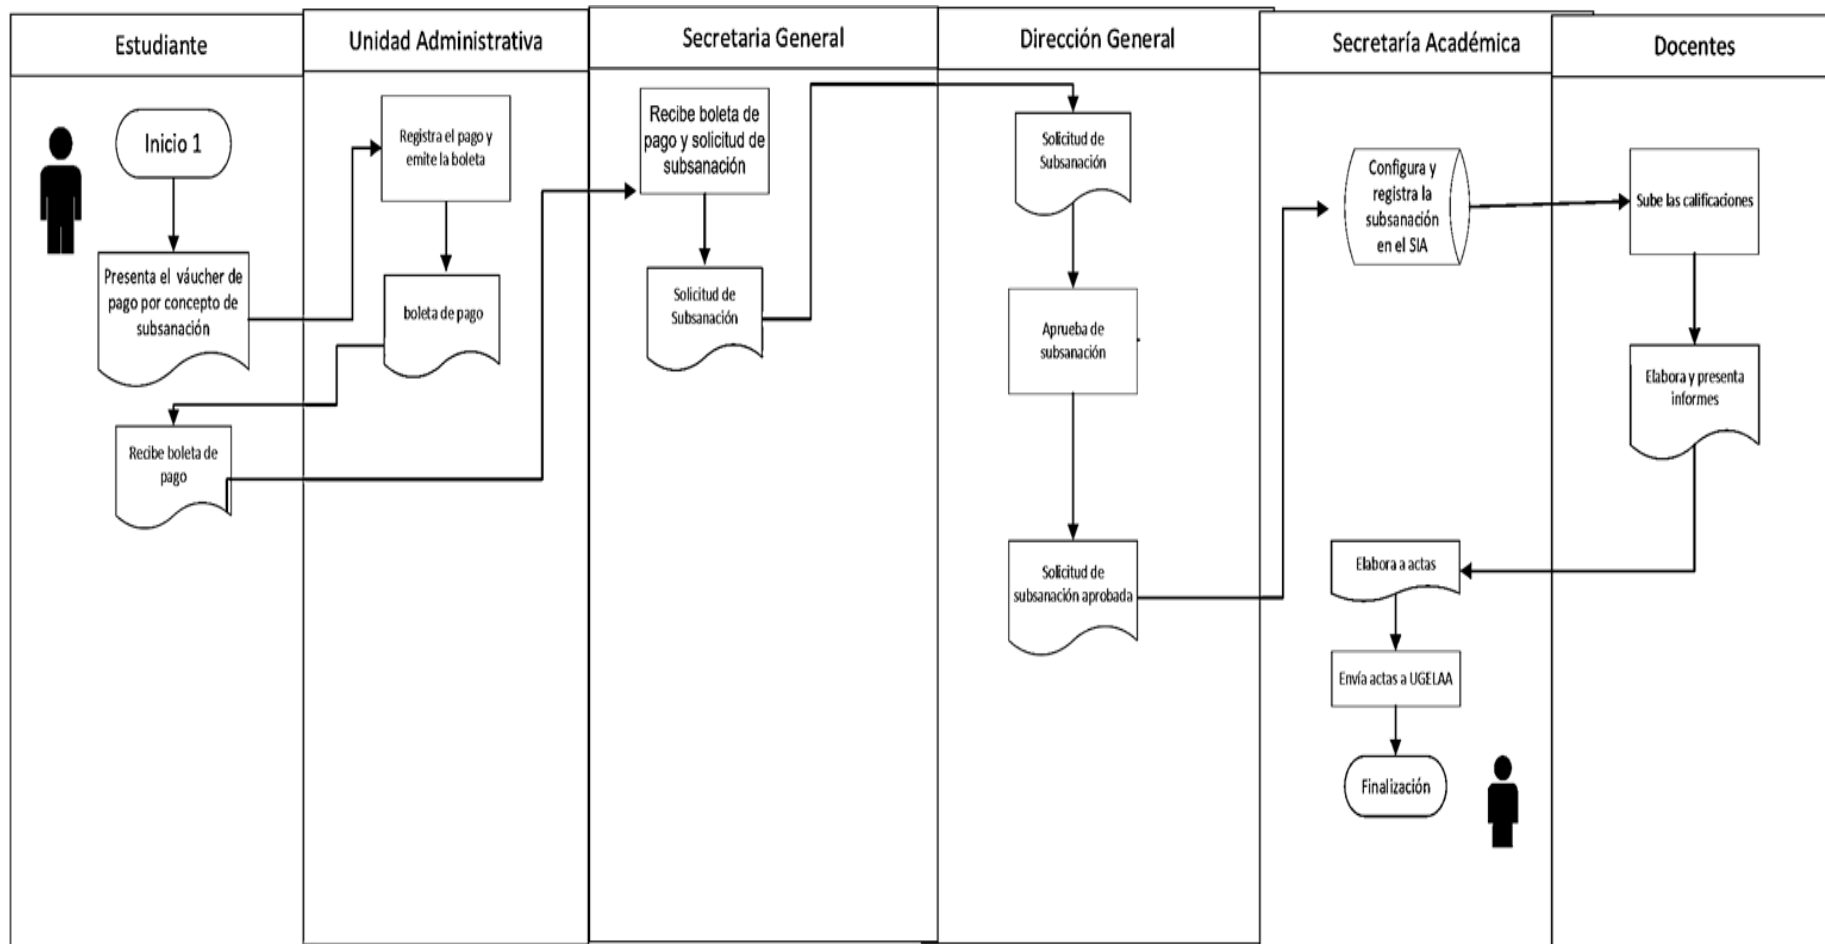 Estudiante
Unidad Administrativa
Secretaria General
Dirección General
Secretaría Académica
Docentes
Inicio 1
Presenta el váucher de
pago por concepto de
subsanación
Recibe boleta de
pago
Registra el pago y
emite la boleta
boleta de pago
Recibe boleta de
pago y solicitud de
subsanación
Solicitud de
Subsanación
Solicitud de
Subsanación
Aprueba de
subsanación
Solicitud de
subsanación aprobada
Configura y
registra la
subsanación
en el SIA
Elabora a actas
Envía actas a UGELAA
Finalización
Sube las calificaciones
Elabora y presenta
informes